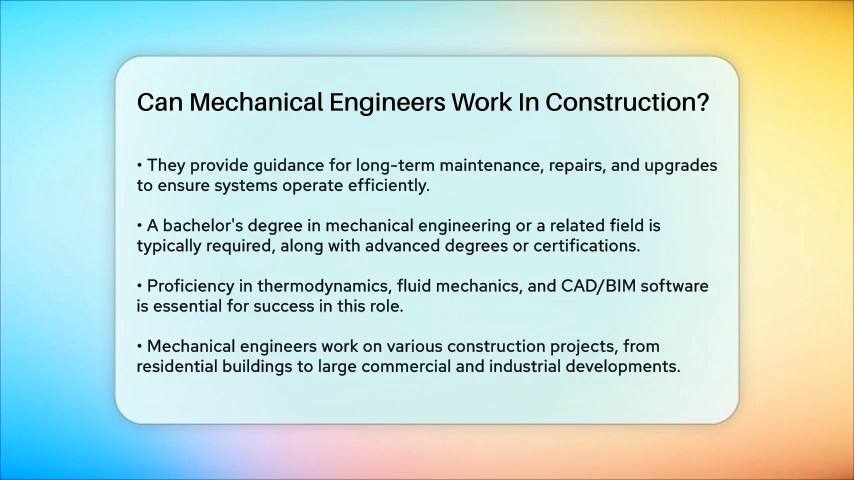 Can Mechanical Engineers Work In Construction?
• They provide guidance for long-term maintenance, repairs, and upgrades
to ensure systems operate efficiently.
• A bachelor's degree in mechanical engineering or a related field is
typically required, along with advanced degrees or certifications.
• Proficiency in thermodynamics, fluid mechanics, and CAD/BIM software
is essential for success in this role.
• Mechanical engineers work on various construction projects, from
residential buildings to large commercial and industrial developments.